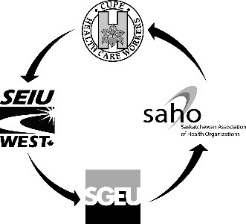 CUPE
HEALTH CARE WORKERS
SEIU
WEST
saho
Saskatchewan Association
of Health Organizations
SGEU